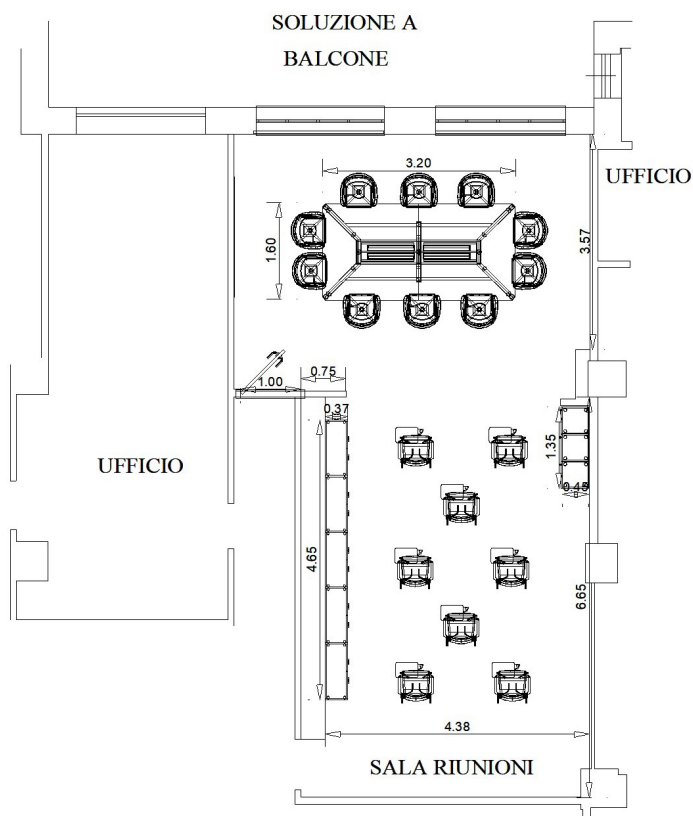 SOLUZIONE A
BALCONE
3.20
UFFICIO
1.60
3.57
0.75
1.00
0.37
1.35
0.45
UFFICIO
4.65
6.65
4.38
SALA RIUNIONI